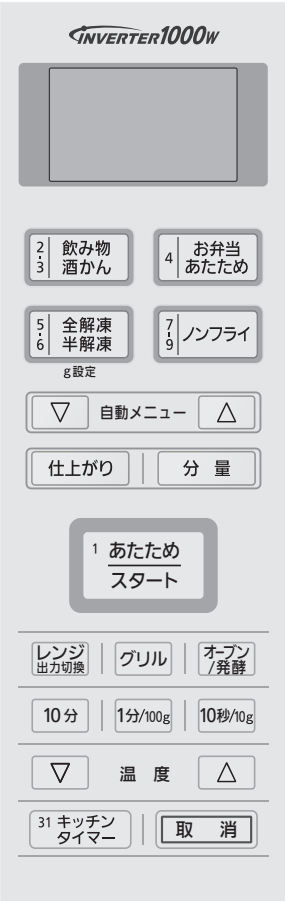 INVERTER1000W
2・3 飲み物
酒かん
4 お弁当
あたため
5・6 全解凍
半解凍
7・9 ノンフライ
g設定
▽ 自動メニュー △
仕上がり
分 量
1 あたため
スタート
レンジ
出力切換
グリル
オーブン
/発酵
10分
1分/100g
10秒/10g
▽ 温 度 △
31 キッチン
タイマー
取 消